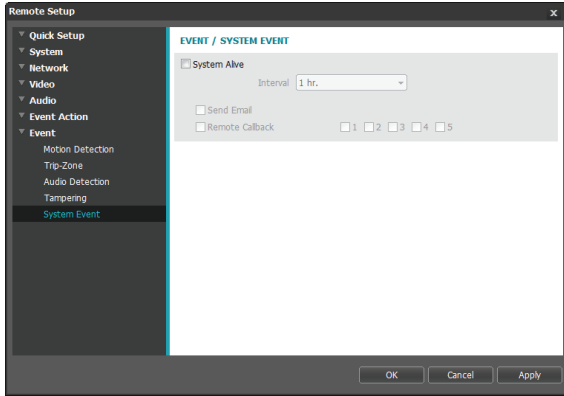 Remote Setup x
Quick Setup
System
Network
Video
Audio
Event Action
Event
Motion Detection
Trip-Zone
Audio Detection
Tampering
System Event
EVENT / SYSTEM EVENT
System Alive
Interval 1 hr.
Send Email
Remote Callback 1 2 3 4 5
OK Cancel Apply